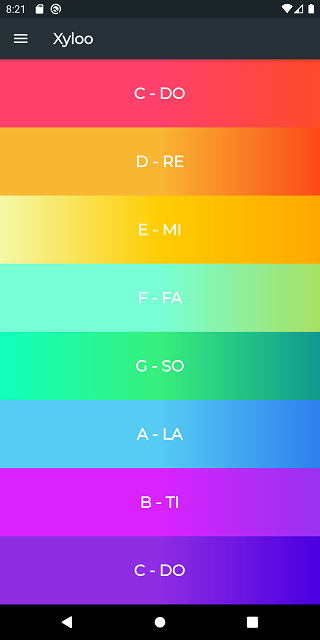 8:21
Xyloo
C - DO
D - RE
E - MI
F - FA
G - SO
A - LA
B - TI
C - DO